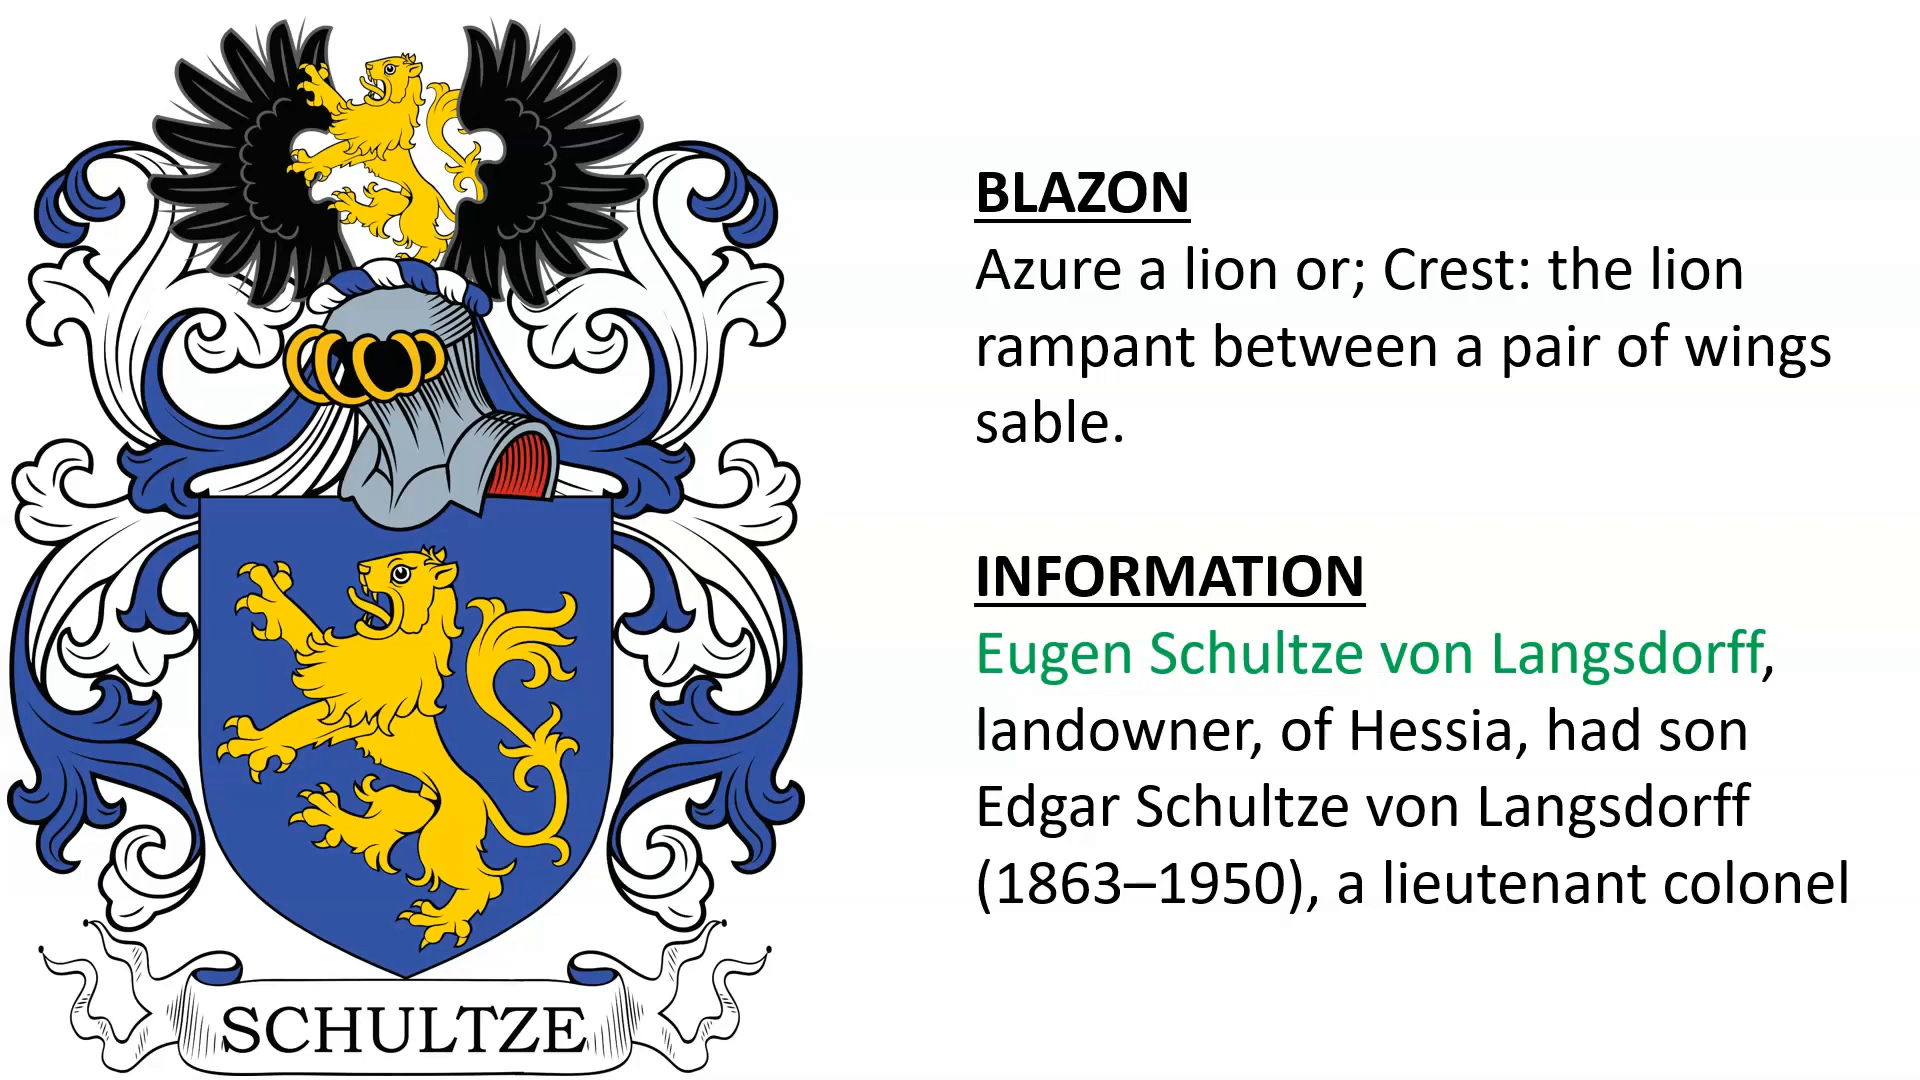 BLAZON
Azure a lion or; Crest: the lion
rampant between a pair of wings
sable.
INFORMATION
Eugen Schultze von Langsdorff,
landowner, of Hessia, had son
Edgar Schultze von Langsdorff
(1863–1950), a lieutenant colonel
SCHULTZE